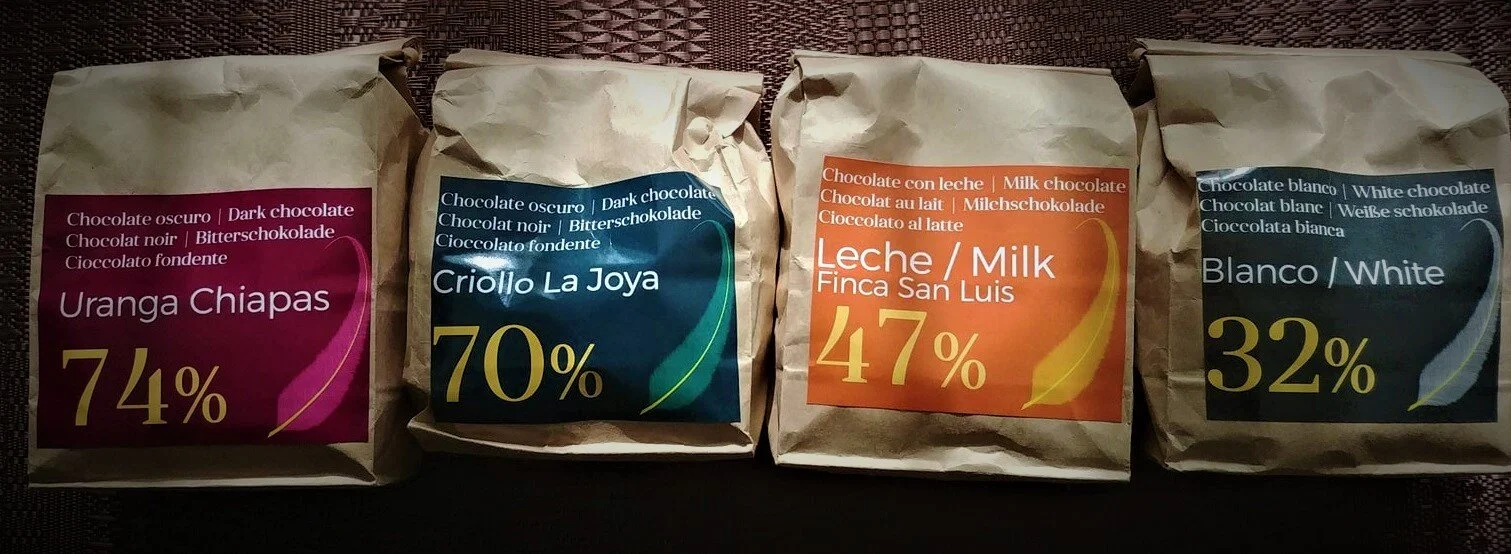 Chocolate oscuro | Dark chocolate
Chocolat noir | Bitterschokolade
Cioccolato fondente
Uranga Chiapas
74%
Chocolate oscuro | Dark chocolate
Chocolat noir | Bitterschokolade
Cioccolato fondente
Criollo La Joya
70%
Chocolate con leche | Milk chocolate
Chocolat au lait | Milchschokolade
Cioccolato al latte
Leche / Milk
Finca San Luis
47%
Chocolate blanco | White chocolate
Chocolat blanc | Weiße schokolade
Cioccolata bianca
Blanco / White
32%